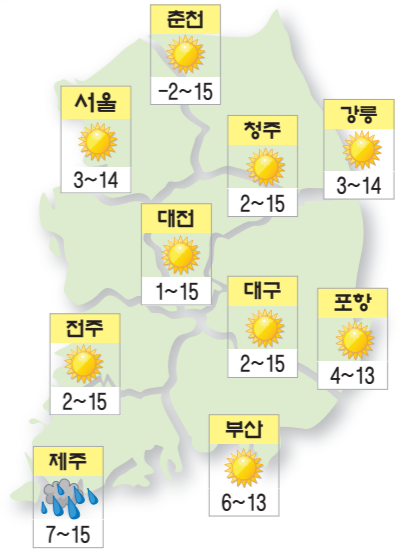 춘천
-2~15
서울
3~14
강릉
3~14
청주
2~15
대전
1~15
대구
2~15
포항
4~13
전주
2~15
부산
6~13
제주
7~15